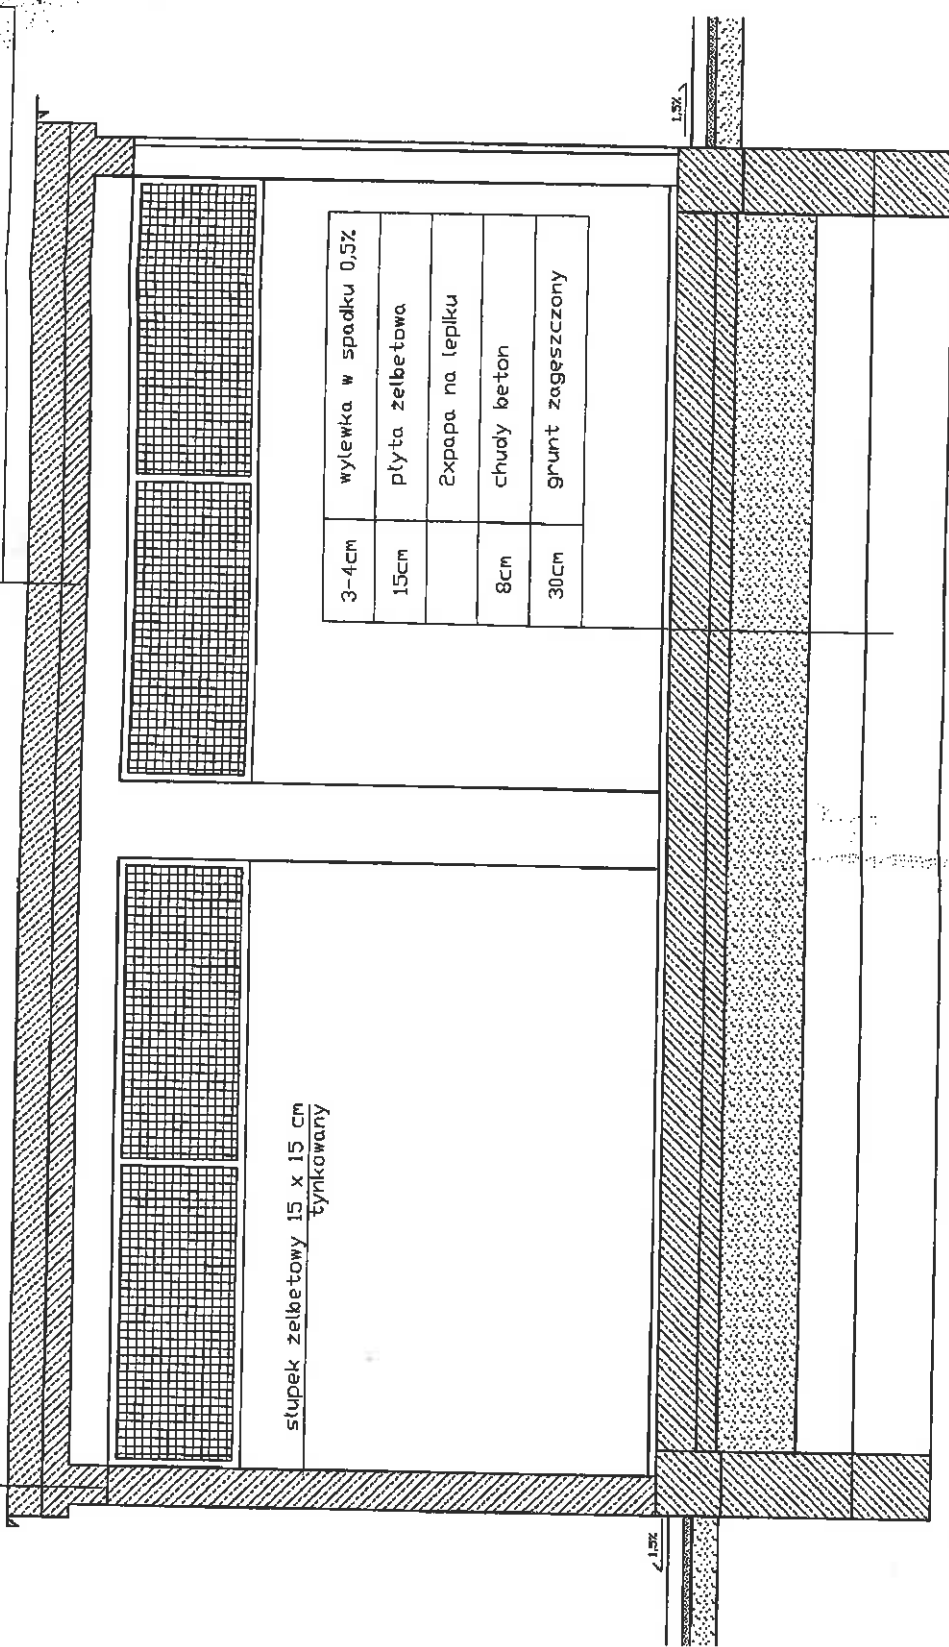 1,5%
3-4cm wylewka w spadku 0,5%
15cm płyta żelbetowa
2xpapa na lepiku
8cm chudy beton
30cm grunt zagęszczony
słupek żelbetowy 15 x 15 cm
tynkowany
1,5%